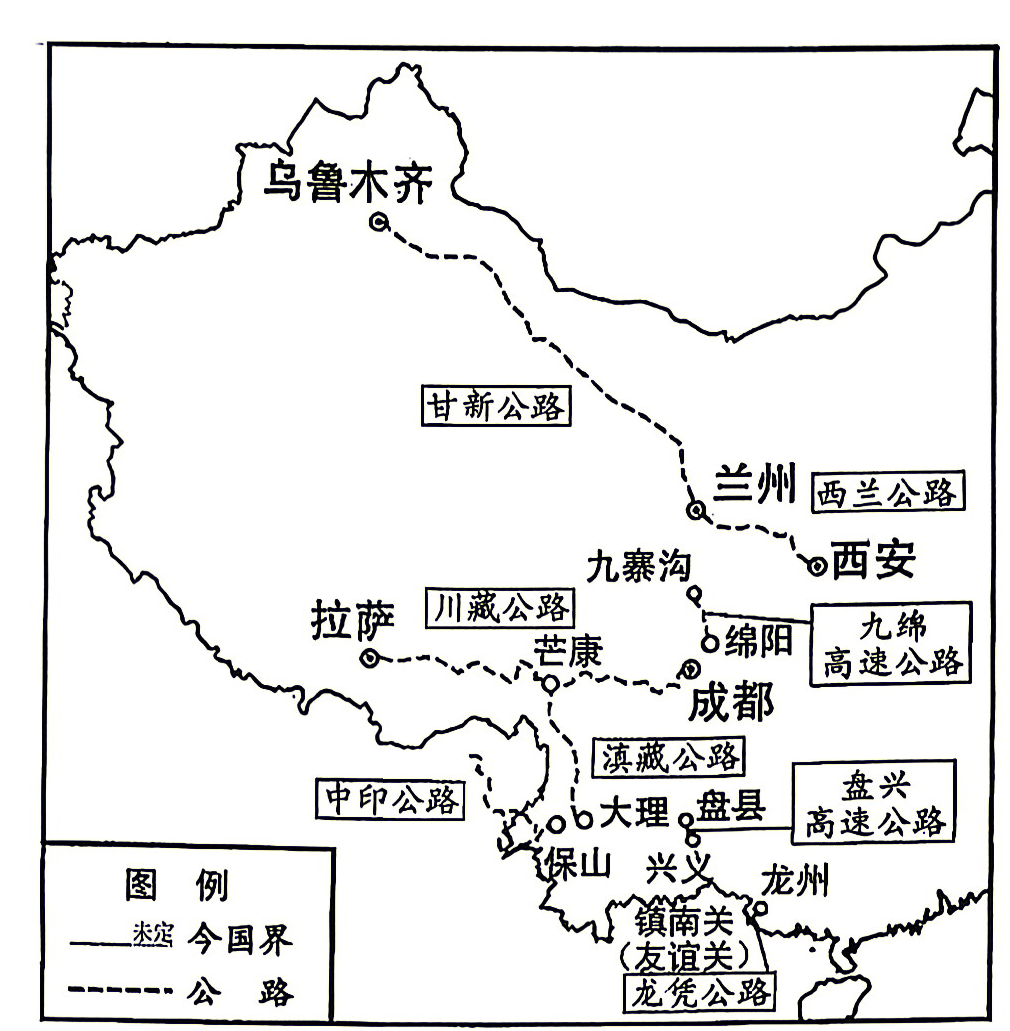 乌鲁木齐
甘新公路
兰州
西兰公路
西安
九寨沟
川藏公路
拉萨
芒康
绵阳
九绵
高速公路
成都
滇藏公路
中印公路
大理
盘县
盘兴
高速公路
保山
兴义
龙州
镇南关
（友谊关）
龙凭公路
图 例
未定 今国界
公 路